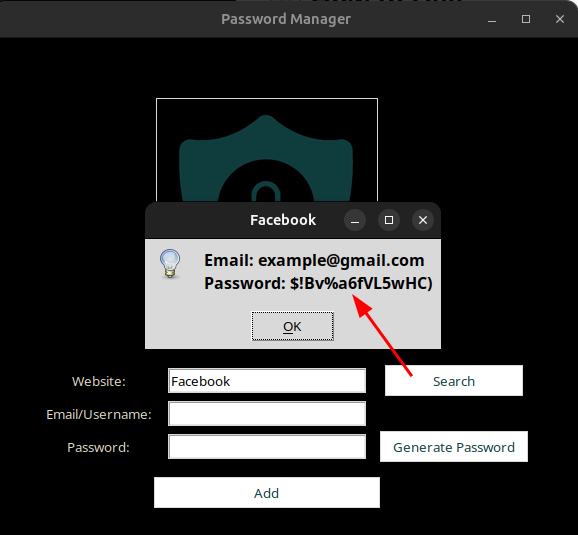 Password Manager
Facebook
Email: example@gmail.com
Password: $!Bv%a6fVL5wHC)
OK
Website:
Facebook
Search
Email/Username:
Password:
Generate Password
Add